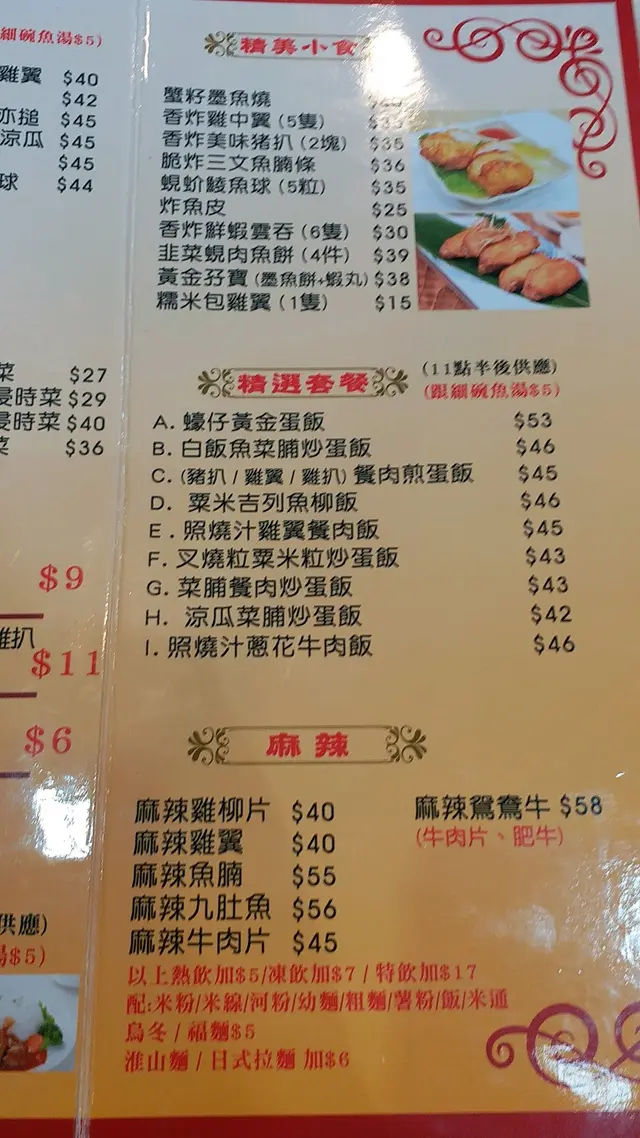 細碗魚湯$5)
雞翼 $40
$42
亦搥 $45
涼瓜 $45
$45
球 $44
菜 $27
浸時菜 $29
浸時菜 $40
菜 $36
$9
雞扒
$11
$6
供應)
湯$5)
精美小食
蟹籽墨魚燒
香炸雞中翼 (5隻) $35
香炸美味猪扒 (2塊) $35
脆炸三文魚腩條 $36
蜆蚧鯪魚球 (5粒) $35
炸魚皮 $25
香炸鮮蝦雲吞 (6隻) $30
韭菜蜆肉魚餅 (4件) $39
黃金孖寶 (墨魚餅+蝦丸) $38
糯米包雞翼 (1隻) $15
精選套餐 (11點半後供應)
(跟細碗魚湯$5)
A. 蠔仔黃金蛋飯 $53
B. 白飯魚菜脯炒蛋飯 $46
C. (豬扒 / 雞翼 / 雞扒) 餐肉煎蛋飯 $45
D. 粟米吉列魚柳飯 $46
E. 照燒汁雞翼餐肉飯 $45
F. 叉燒粒粟米粒炒蛋飯 $43
G. 菜脯餐肉炒蛋飯 $43
H. 涼瓜菜脯炒蛋飯 $42
I. 照燒汁蔥花牛肉飯 $46
麻辣
麻辣雞柳片 $40
麻辣雞翼 $40
麻辣魚腩 $55
麻辣九肚魚 $56
麻辣牛肉片 $45
麻辣鴛鴦牛 $58
(牛肉片、肥牛)
以上熱飲加$5/凍飲加$7 / 特飲加$17
配:米粉/米線/河粉/幼麵/粗麵/薯粉/飯/米通
烏冬 / 福麵$5
淮山麵 / 日式拉麵 加$6